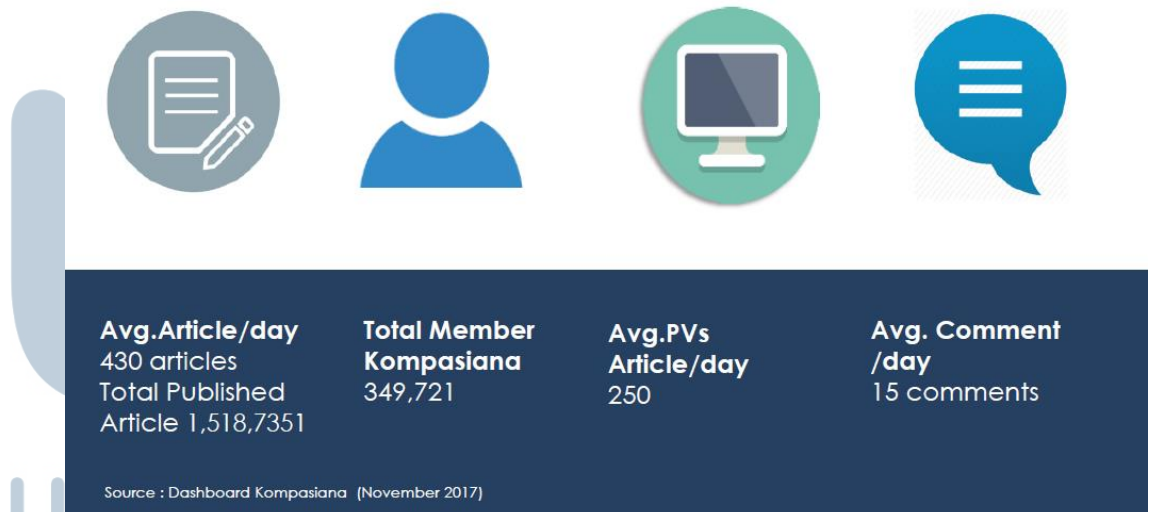 Avg.Article/day
430 articles
Total Published
Article 1,518,7351
Total Member
Kompasiana
349,721
Avg.PVs
Article/day
250
Avg. Comment
/day
15 comments
Source : Dashboard Kompasiana (November 2017)